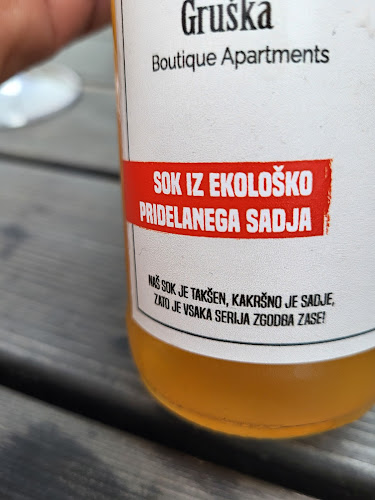 Gruška
Boutique Apartments
SOK IZ EKOLOŠKO
PRIDELANEGA SADJA
NAŠ SOK JE TAKŠEN, KAKRŠNO JE SADJE,
ZATO JE VSAKA SERIJA ZGODBA ZASE!